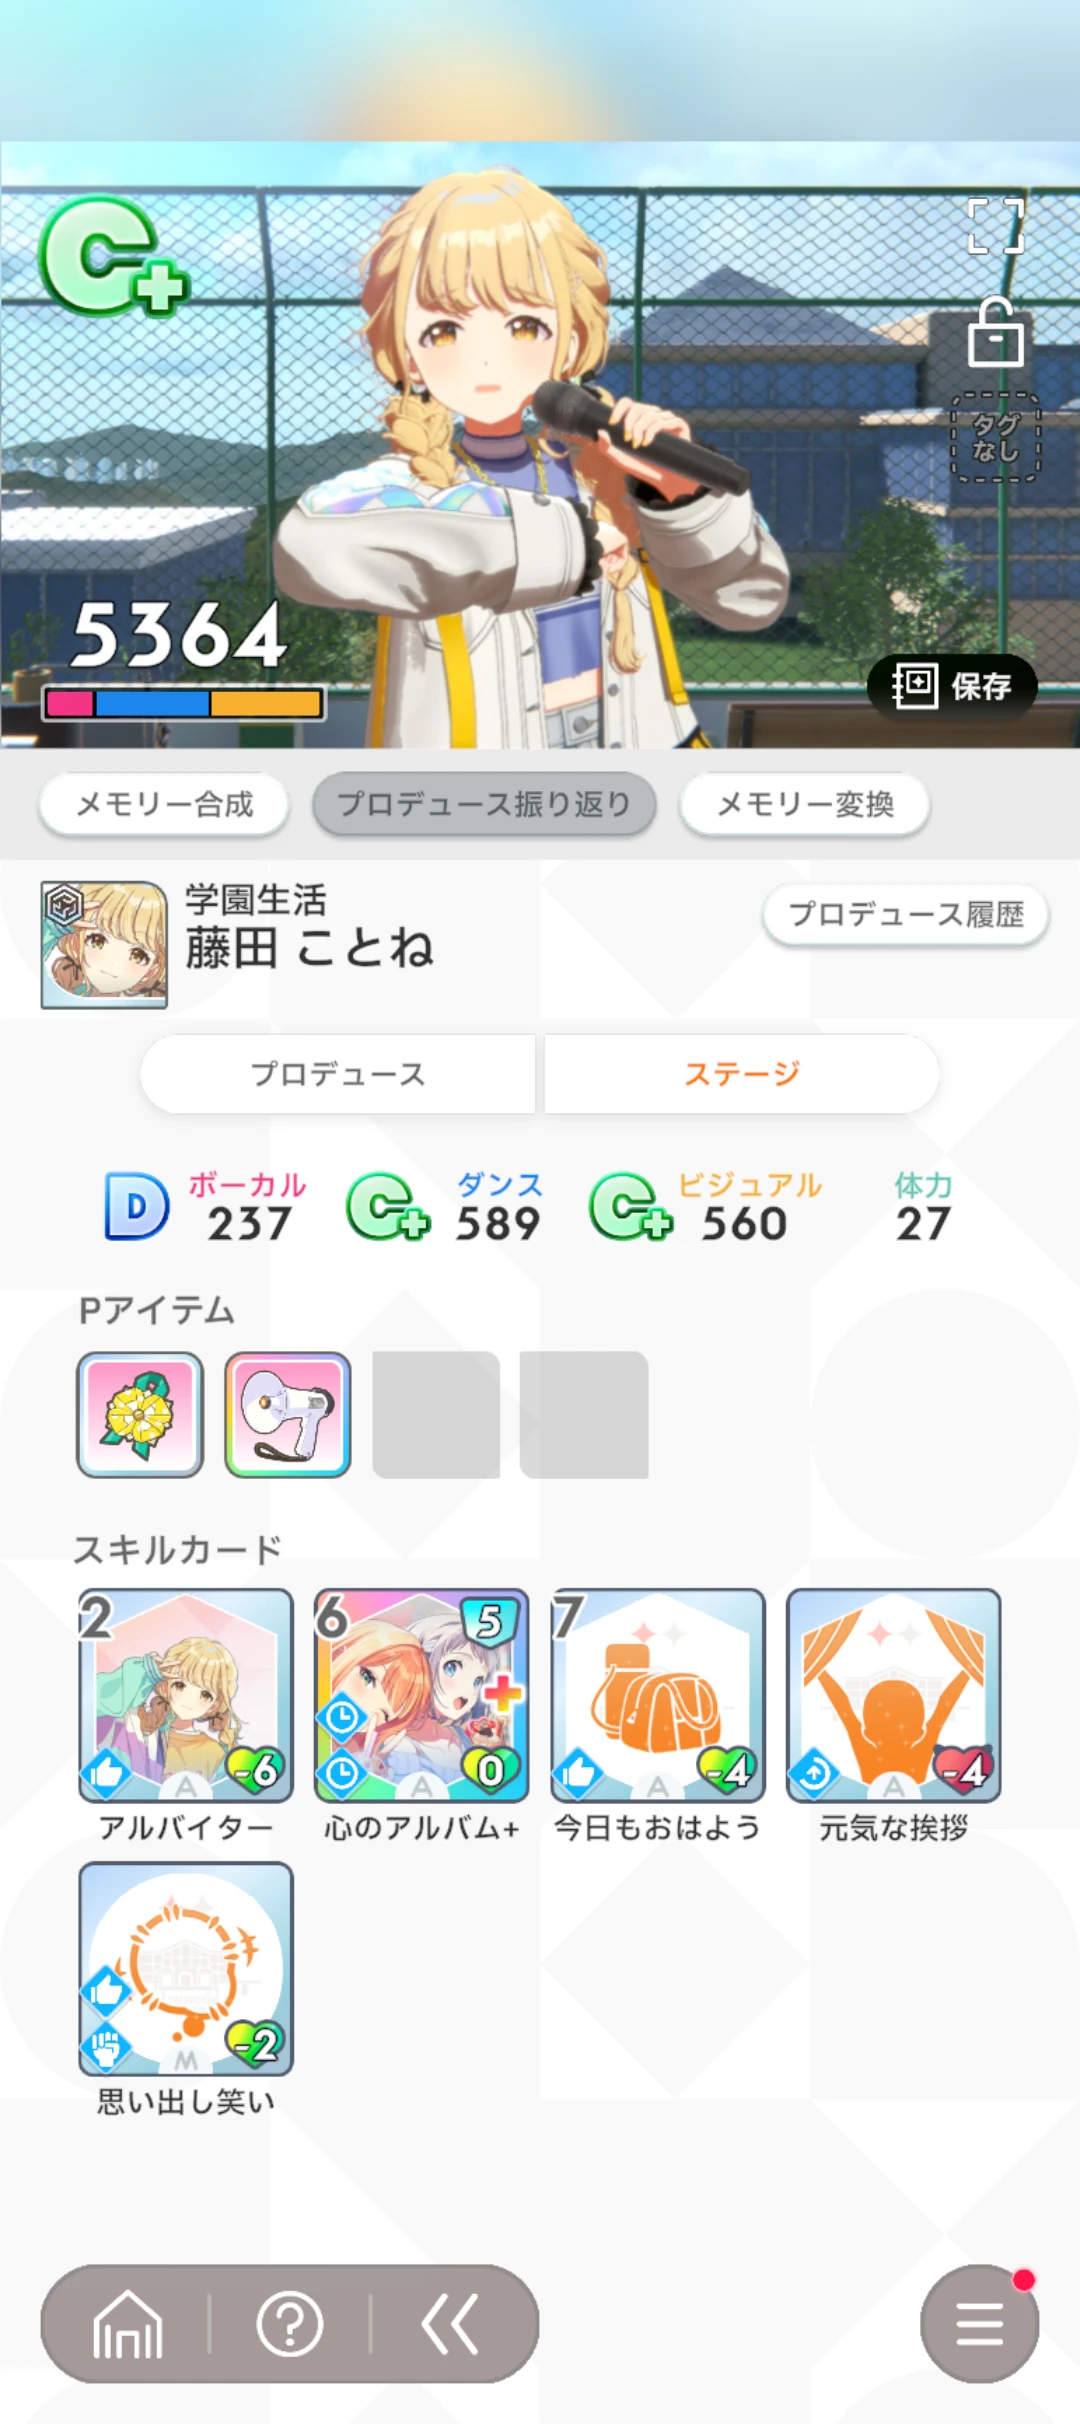 C+
タグ
なし
5364
保存
メモリー合成 プロデュース振り返り メモリー変換
学園生活
藤田 ことね
プロデュース履歴
プロデュース ステージ
D ボーカル 237 C+ ダンス 589 C+ ビジュアル 560 体力 27
Pアイテム
スキルカード
2 A -6
6 5 + A 0
7 A -4
A -4
アルバイター 心のアルバム+ 今日もおはよう 元気な挨拶
M -2
思い出し笑い